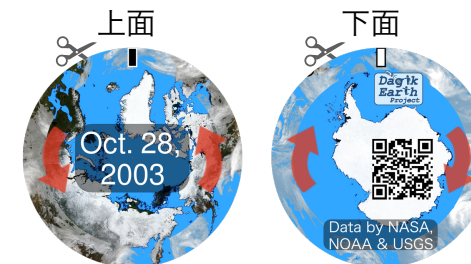 上面
下面
Oct. 28,
2003
Dagik
Earth
Project
Data by NASA,
NOAA & USGS